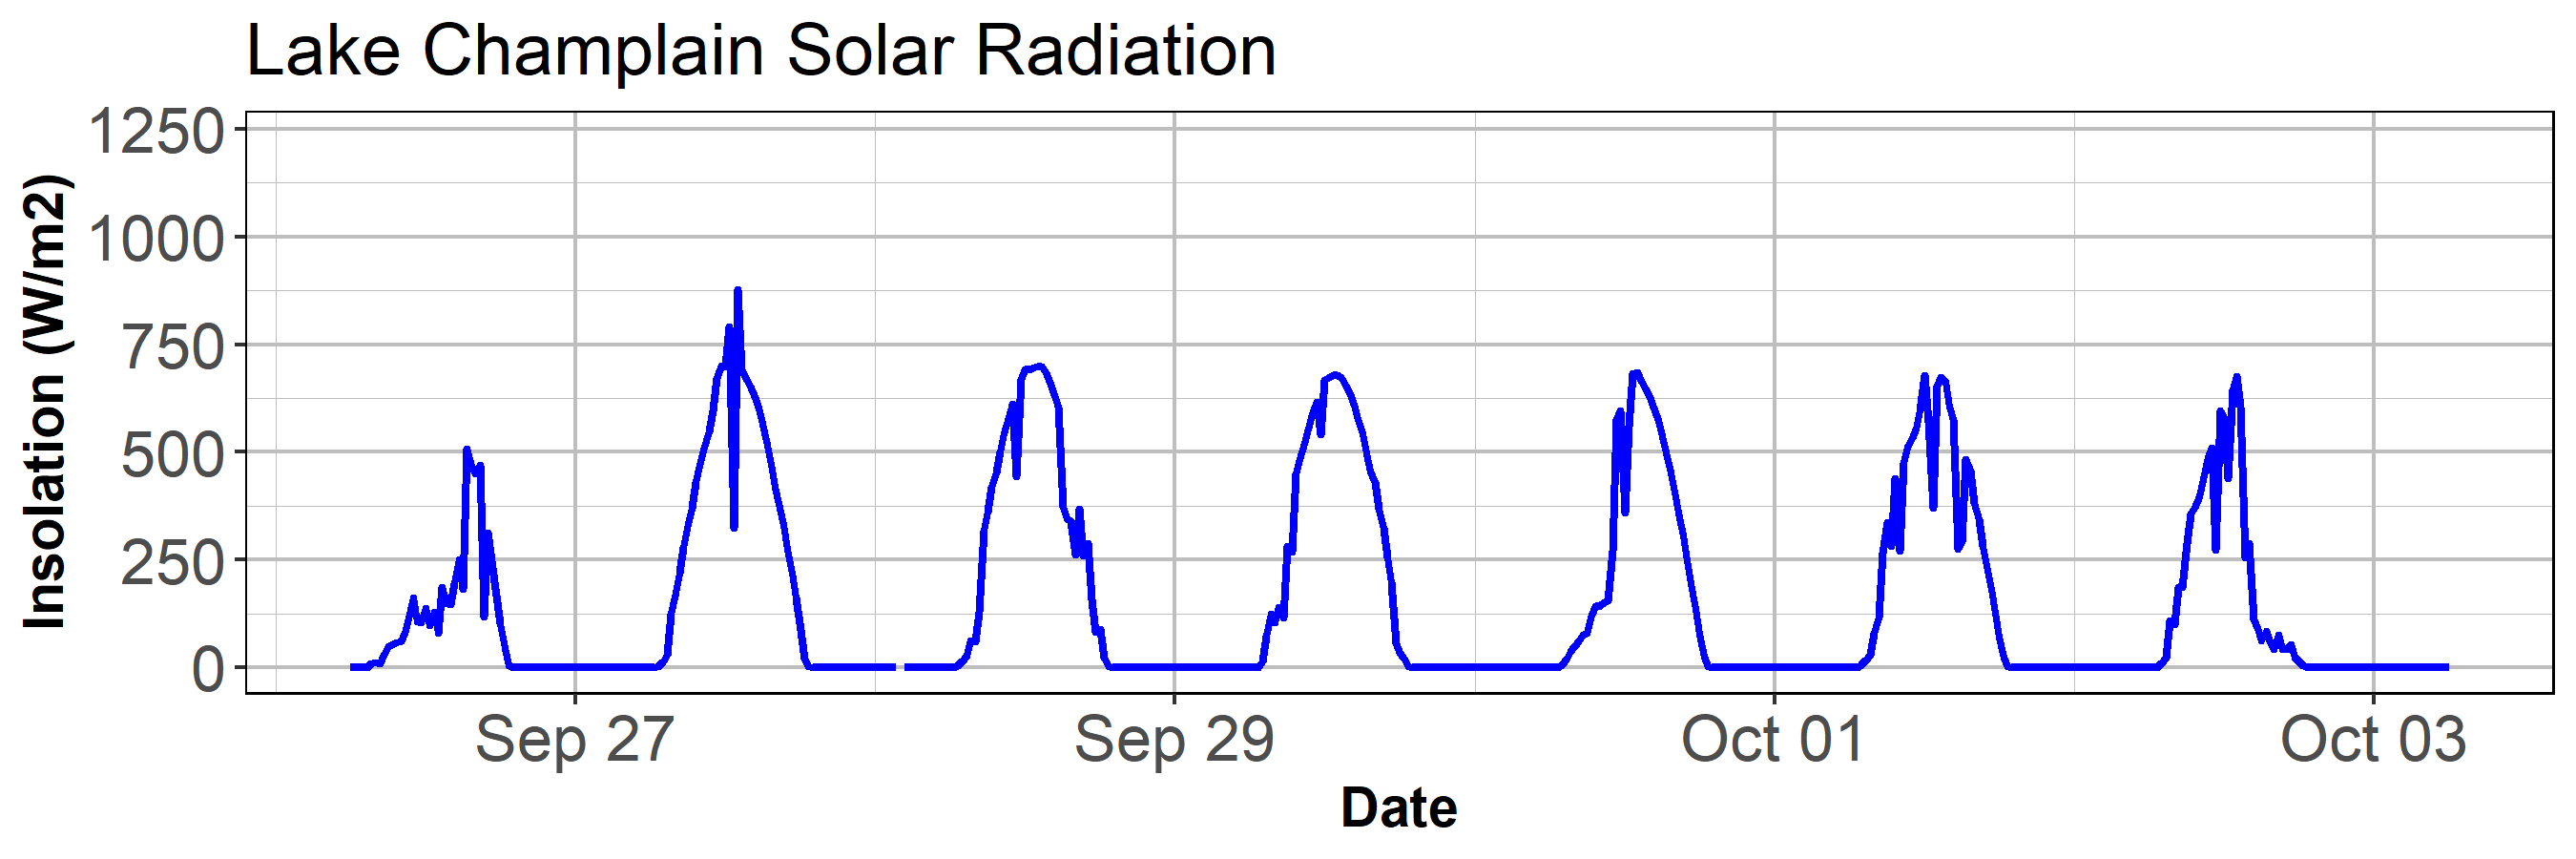 Lake Champlain Solar Radiation
Insolation (W/m2)
1250
1000
750
500
250
0
Sep 27 Sep 29 Oct 01 Oct 03
Date